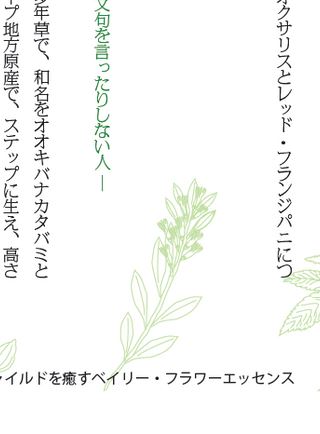 オクサリスとレッド・フランジパニにつ
文句を言ったりしない人―
年草で、和名をオオキバナカタバミと
プ地方原産で、ステップに生え、高さ
イルドを癒すベイリー・フラワーエッセンス